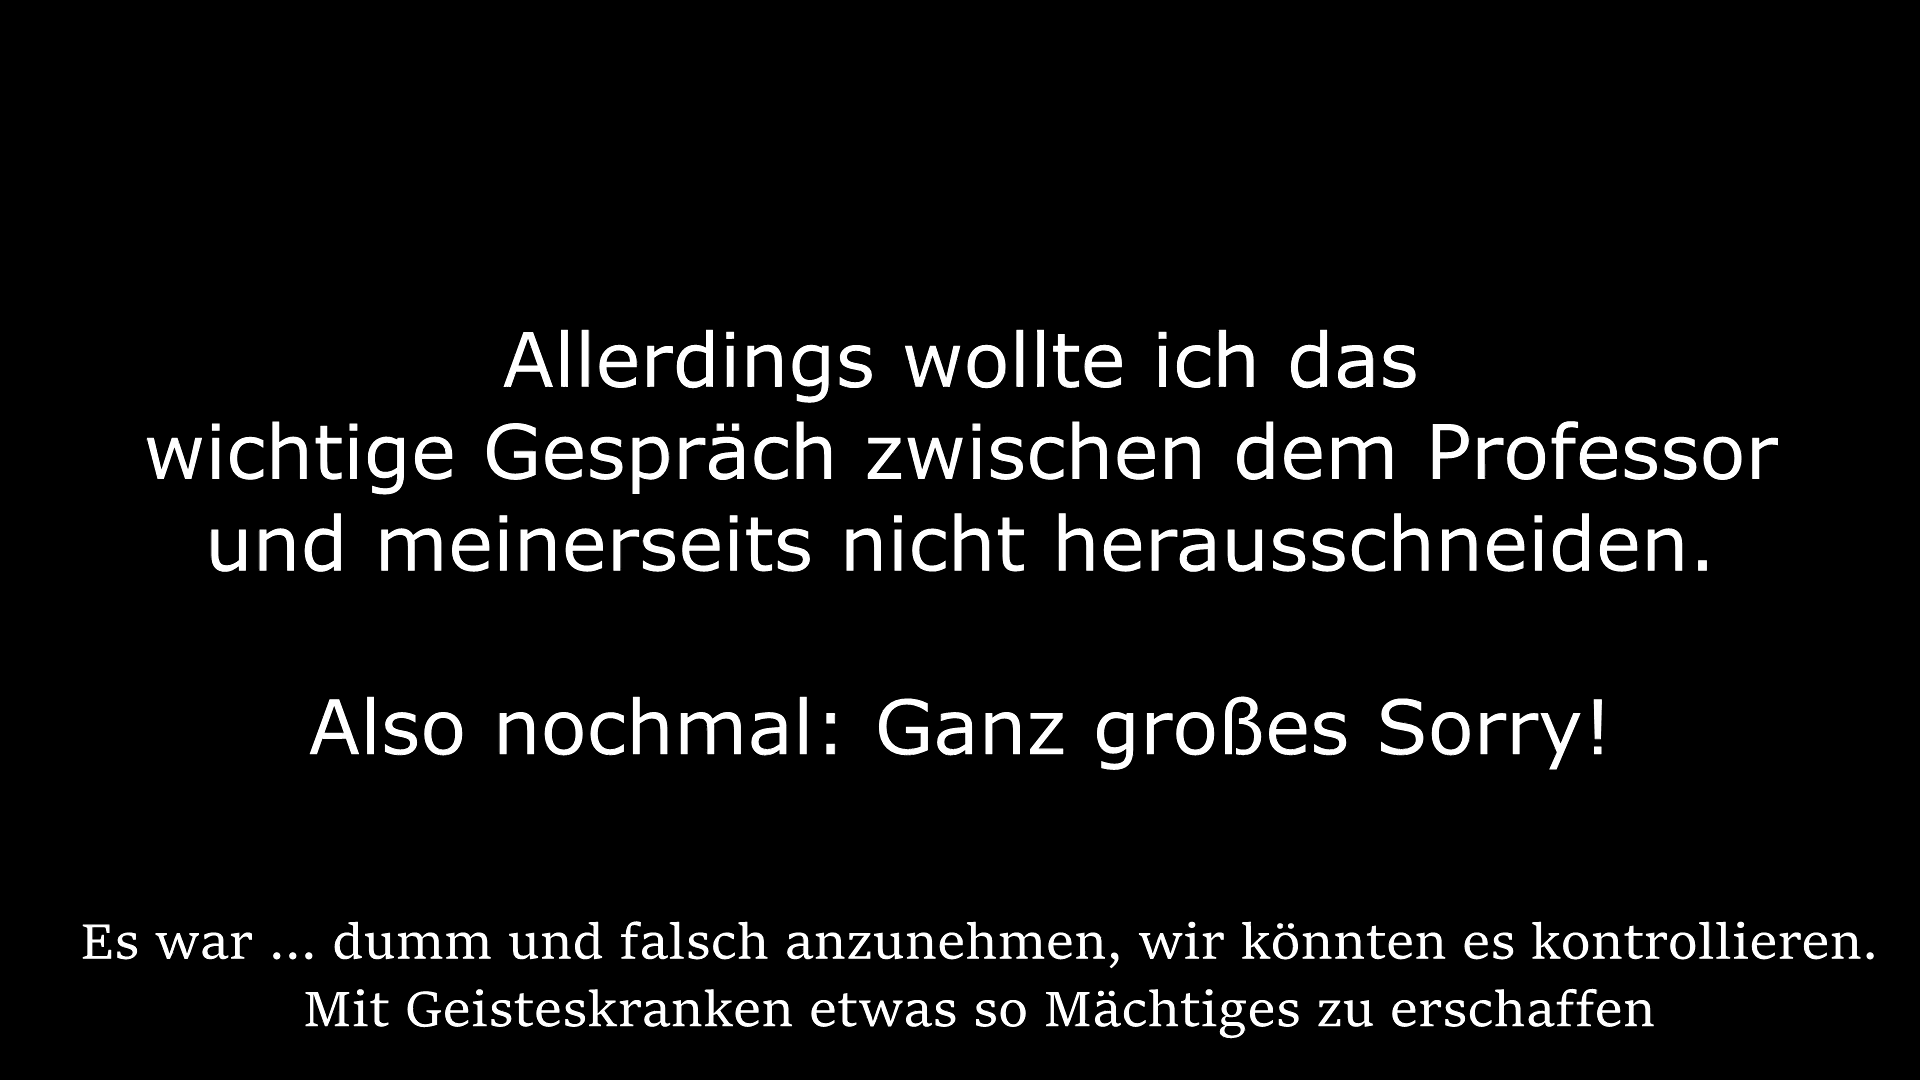 Allerdings wollte ich das
wichtige Gespräch zwischen dem Professor
und meinerseits nicht herausschneiden.
Also nochmal: Ganz großes Sorry!
Es war ... dumm und falsch anzunehmen, wir könnten es kontrollieren.
Mit Geisteskranken etwas so Mächtiges zu erschaffen